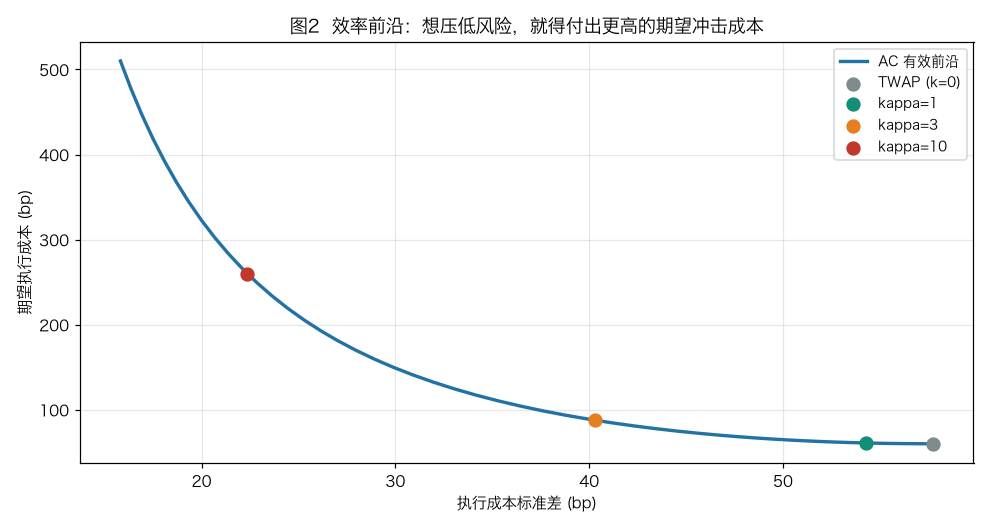 图2 效率前沿：想压低风险，就得付出更高的期望冲击成本
AC 有效前沿
TWAP (k=0)
kappa=1
kappa=3
kappa=10
期望执行成本 (bp)
500
400
300
200
100
20
30
40
50
执行成本标准差 (bp)